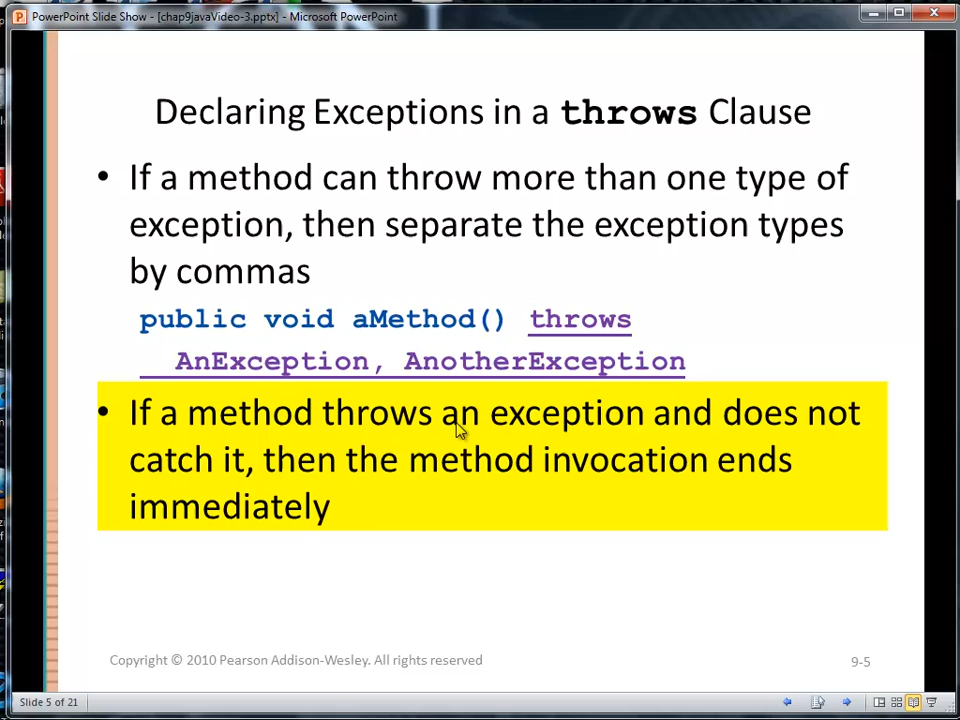 PowerPoint Slide Show - [chap9javaVideo-3.pptx] - Microsoft PowerPoint
Declaring Exceptions in a throws Clause
• If a method can throw more than one type of
exception, then separate the exception types
by commas
public void aMethod() throws
AnException, AnotherException
• If a method throws an exception and does not
catch it, then the method invocation ends
immediately
Copyright © 2010 Pearson Addison-Wesley. All rights reserved
9-5
Slide 5 of 21